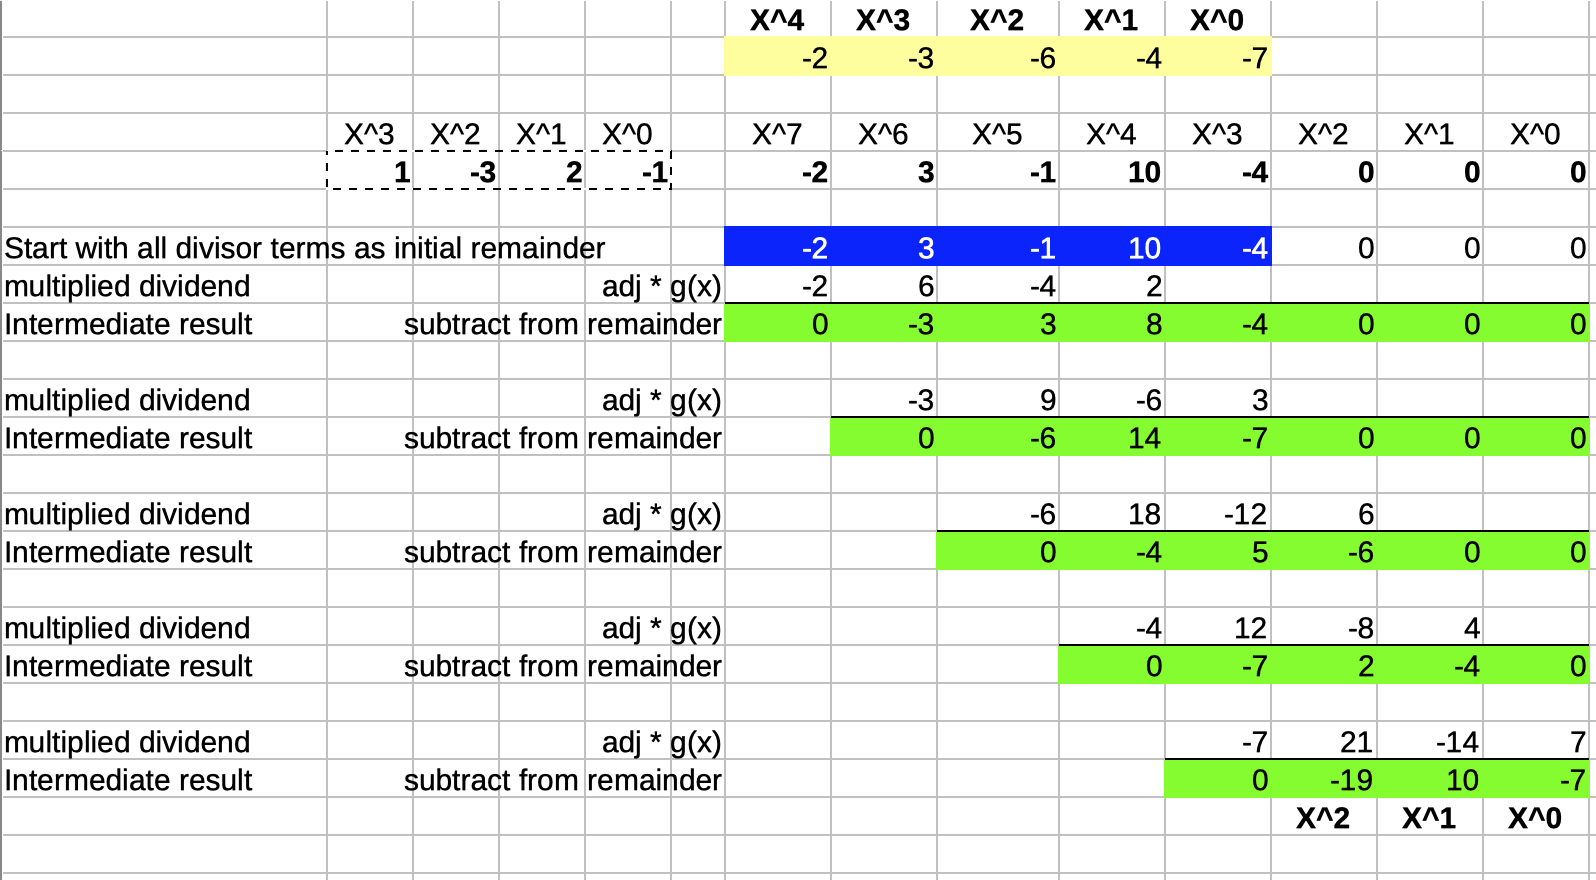 X^4 X^3 X^2 X^1 X^0
-2 -3 -6 -4 -7
X^3 X^2 X^1 X^0 X^7 X^6 X^5 X^4 X^3 X^2 X^1 X^0
1 -3 2 -1 -2 3 -1 10 -4 0 0 0
Start with all divisor terms as initial remainder -2 3 -1 10 -4 0 0 0
multiplied dividend adj * g(x) -2 6 -4 2
Intermediate result subtract from remainder 0 -3 3 8 -4 0 0 0
multiplied dividend adj * g(x) -3 9 -6 3
Intermediate result subtract from remainder 0 -6 14 -7 0 0 0
multiplied dividend adj * g(x) -6 18 -12 6
Intermediate result subtract from remainder 0 -4 5 -6 0 0
multiplied dividend adj * g(x) -4 12 -8 4
Intermediate result subtract from remainder 0 -7 2 -4 0
multiplied dividend adj * g(x) -7 21 -14 7
Intermediate result subtract from remainder 0 -19 10 -7
X^2 X^1 X^0